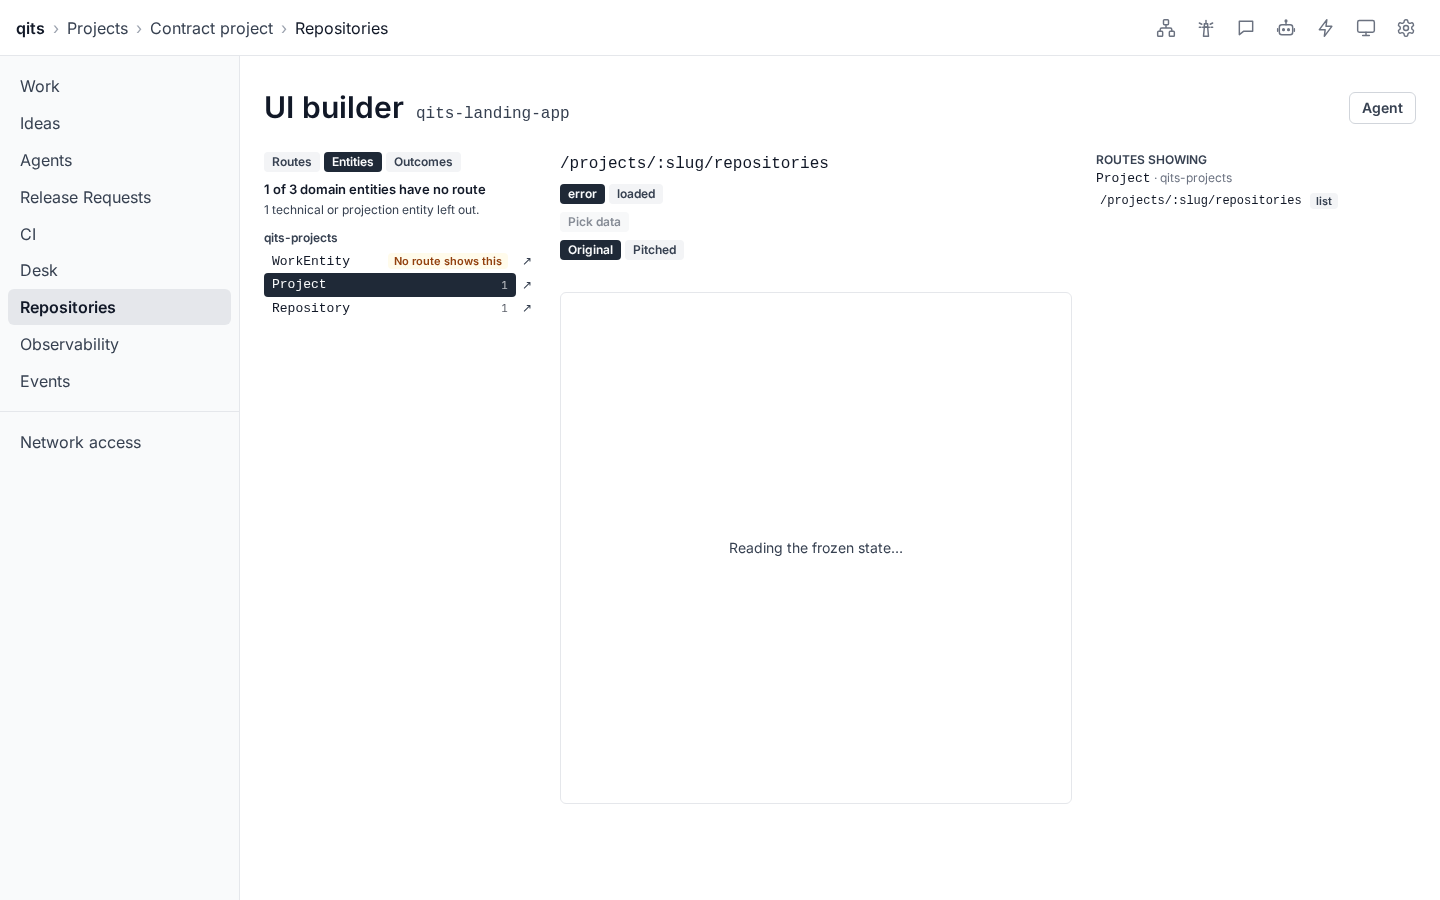 qits › Projects › Contract project › Repositories
Work
Ideas
Agents
Release Requests
CI
Desk
Repositories
Observability
Events
Network access
UI builder qits-landing-app
Agent
Routes Entities Outcomes
1 of 3 domain entities have no route
1 technical or projection entity left out.
qits-projects
WorkEntity No route shows this ↗
Project 1 ↗
Repository 1 ↗
/projects/:slug/repositories
error loaded
Pick data
Original Pitched
Reading the frozen state...
ROUTES SHOWING
Project · qits-projects
/projects/:slug/repositories list